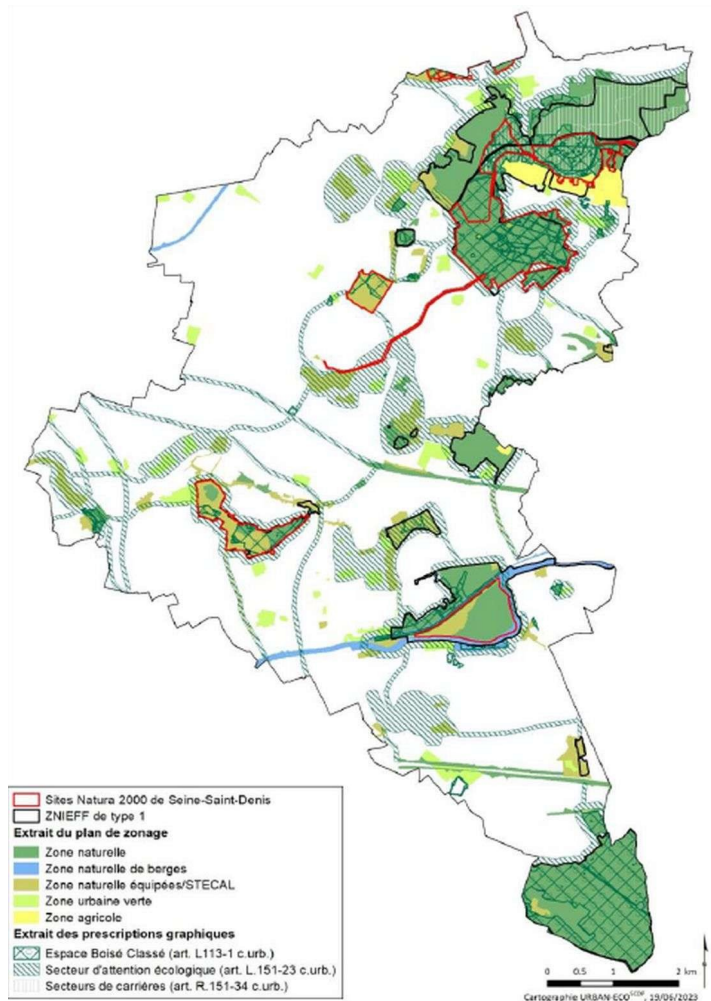 Sites Natura 2000 de Seine-Saint-Denis
ZNIEFF de type 1
Extrait du plan de zonage
Zone naturelle
Zone naturelle de berges
Zone naturelle équipées/STECAL
Zone urbaine verte
Zone agricole
Extrait des prescriptions graphiques
Espace Boisé Classé (art. L113-1 c.urb.)
Secteur d'attention écologique (art. L.151-23 c.urb.)
Secteurs de carrières (art. R.151-34 c.urb.)
0 0.5 1 2 km
Cartographie URBAN-ECO SCOP, 19/06/2023